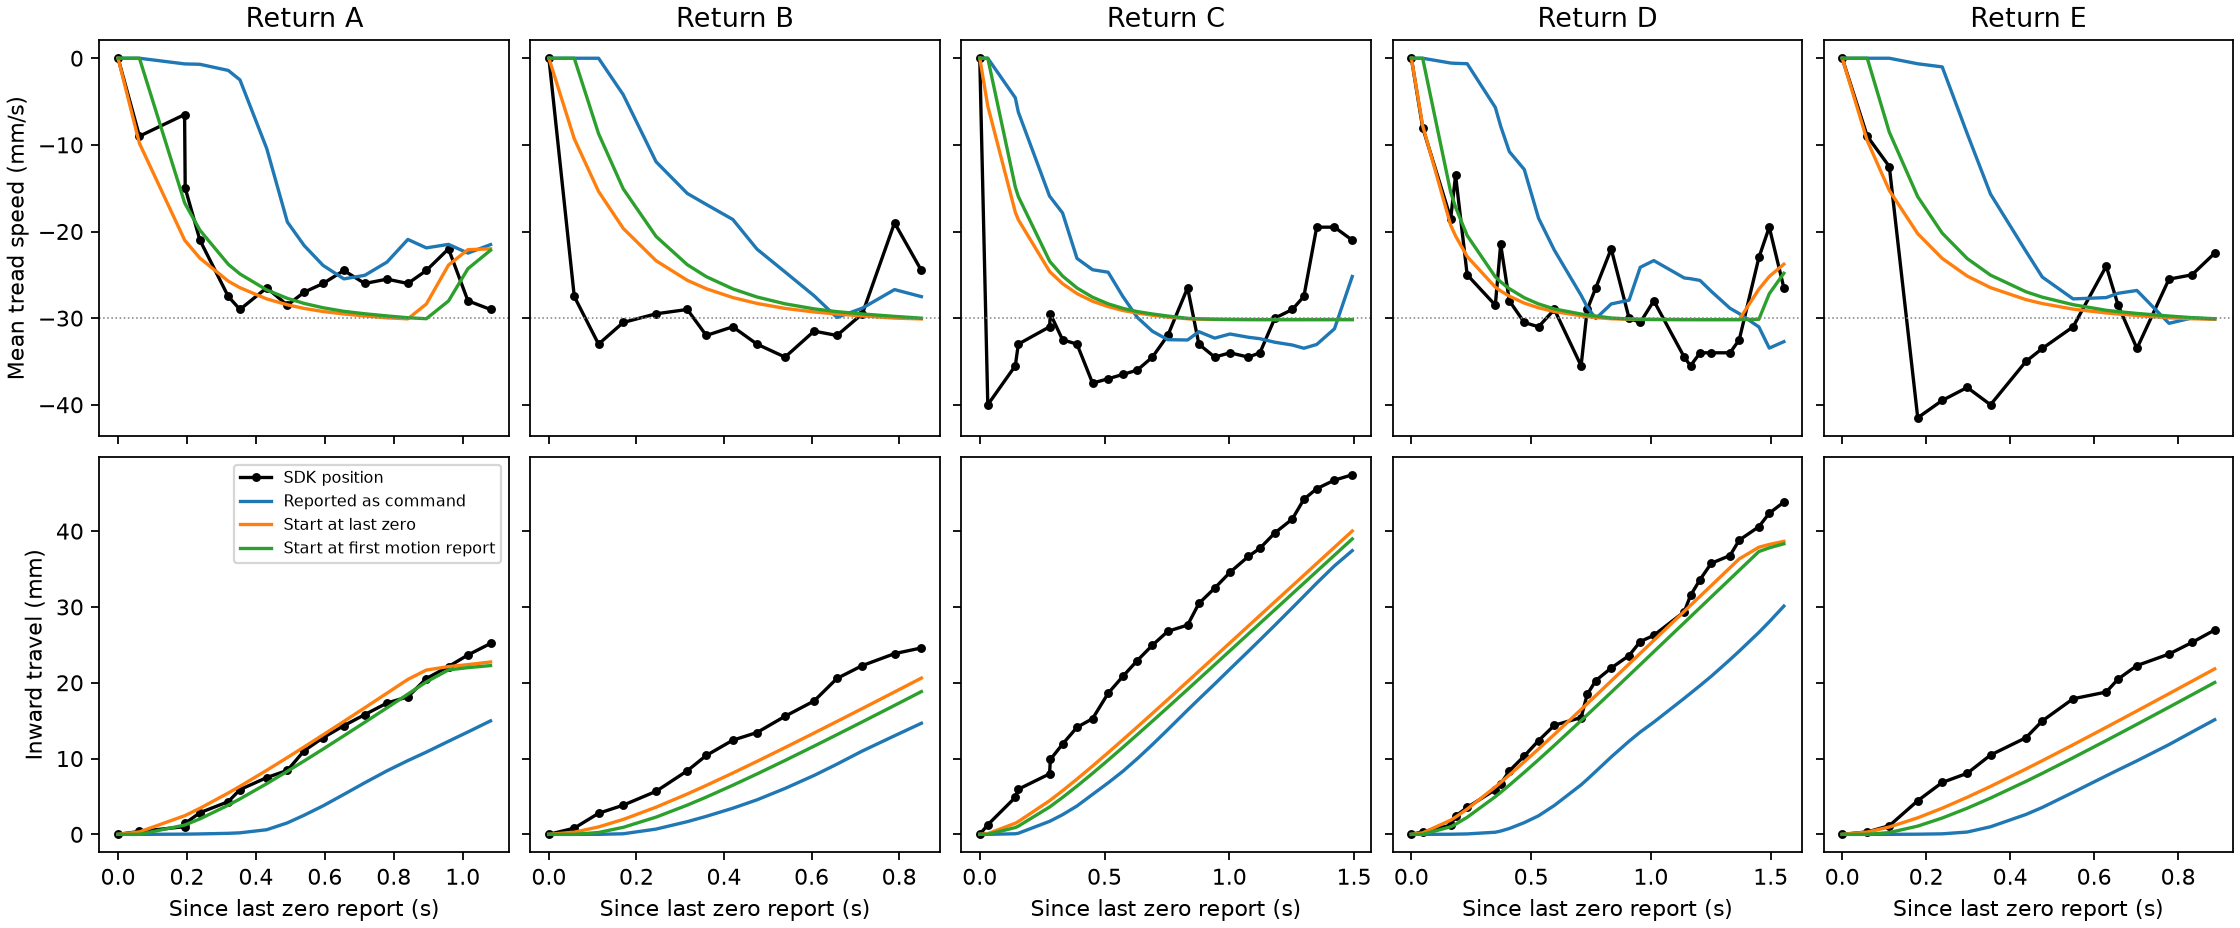 Return A
Return B
Return C
Return D
Return E
Mean tread speed (mm/s)
0
−10
−20
−30
−40
Inward travel (mm)
SDK position
Reported as command
Start at last zero
Start at first motion report
40
30
20
10
0
0.0 0.2 0.4 0.6 0.8 1.0
0.0 0.2 0.4 0.6 0.8
0.0 0.5 1.0 1.5
0.0 0.5 1.0 1.5
0.0 0.2 0.4 0.6 0.8
Since last zero report (s)
Since last zero report (s)
Since last zero report (s)
Since last zero report (s)
Since last zero report (s)